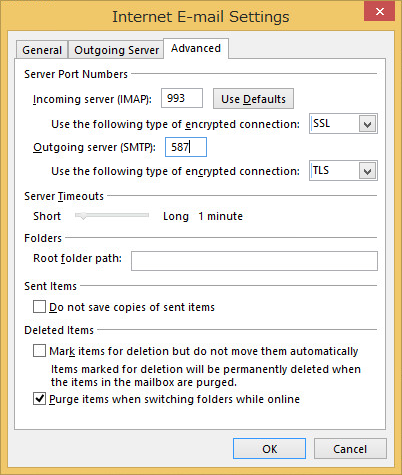 Internet E-mail Settings
General Outgoing Server Advanced
Server Port Numbers
Incoming server (IMAP): 993 Use Defaults
Use the following type of encrypted connection: SSL
Outgoing server (SMTP): 587
Use the following type of encrypted connection: TLS
Server Timeouts
Short Long 1 minute
Folders
Root folder path:
Sent Items
Do not save copies of sent items
Deleted Items
Mark items for deletion but do not move them automatically
Items marked for deletion will be permanently deleted when
the items in the mailbox are purged.
Purge items when switching folders while online
OK Cancel